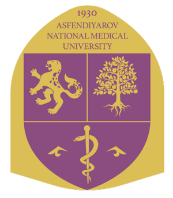 1930
ASFENDIYAROV
NATIONAL MEDICAL
UNIVERSITY